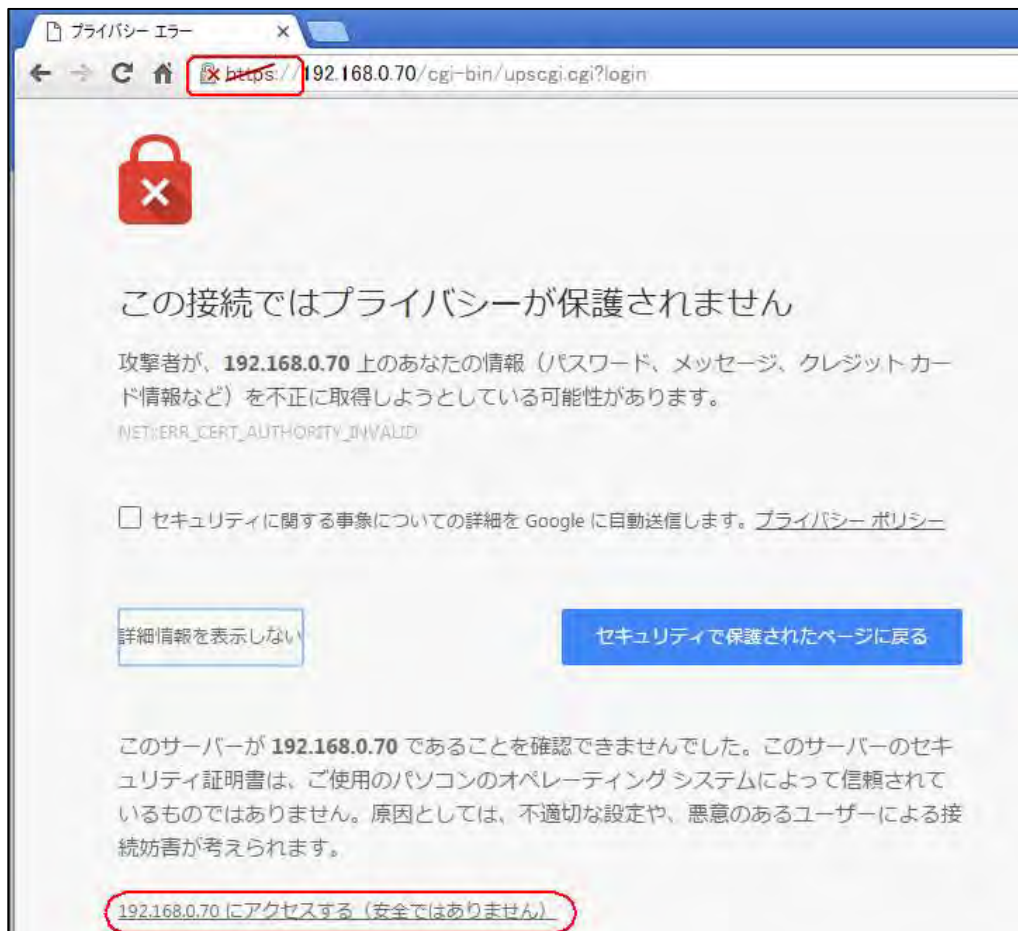 プライバシー エラー
https://192.168.0.70/cgi-bin/upscgi.cgi?login
この接続ではプライバシーが保護されません
攻撃者が、192.168.0.70 上のあなたの情報（パスワード、メッセージ、クレジット カー
ド情報など）を不正に取得しようとしている可能性があります。
NET::ERR_CERT_AUTHORITY_INVALID
セキュリティに関する事象についての詳細を Google に自動送信します。プライバシー ポリシー
詳細情報を表示しない
セキュリティで保護されたページに戻る
このサーバーが 192.168.0.70 であることを確認できませんでした。このサーバーのセキ
ュリティ証明書は、ご使用のパソコンのオペレーティング システムによって信頼されて
いるものではありません。原因としては、不適切な設定や、悪意のあるユーザーによる接
続妨害が考えられます。
192.168.0.70 にアクセスする（安全ではありません）